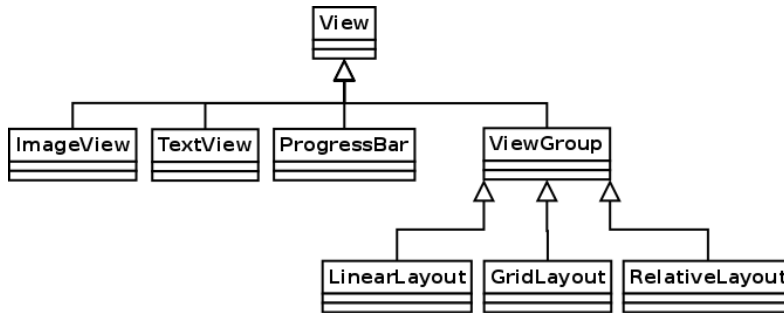 View
ImageView
TextView
ProgressBar
ViewGroup
LinearLayout
GridLayout
RelativeLayout